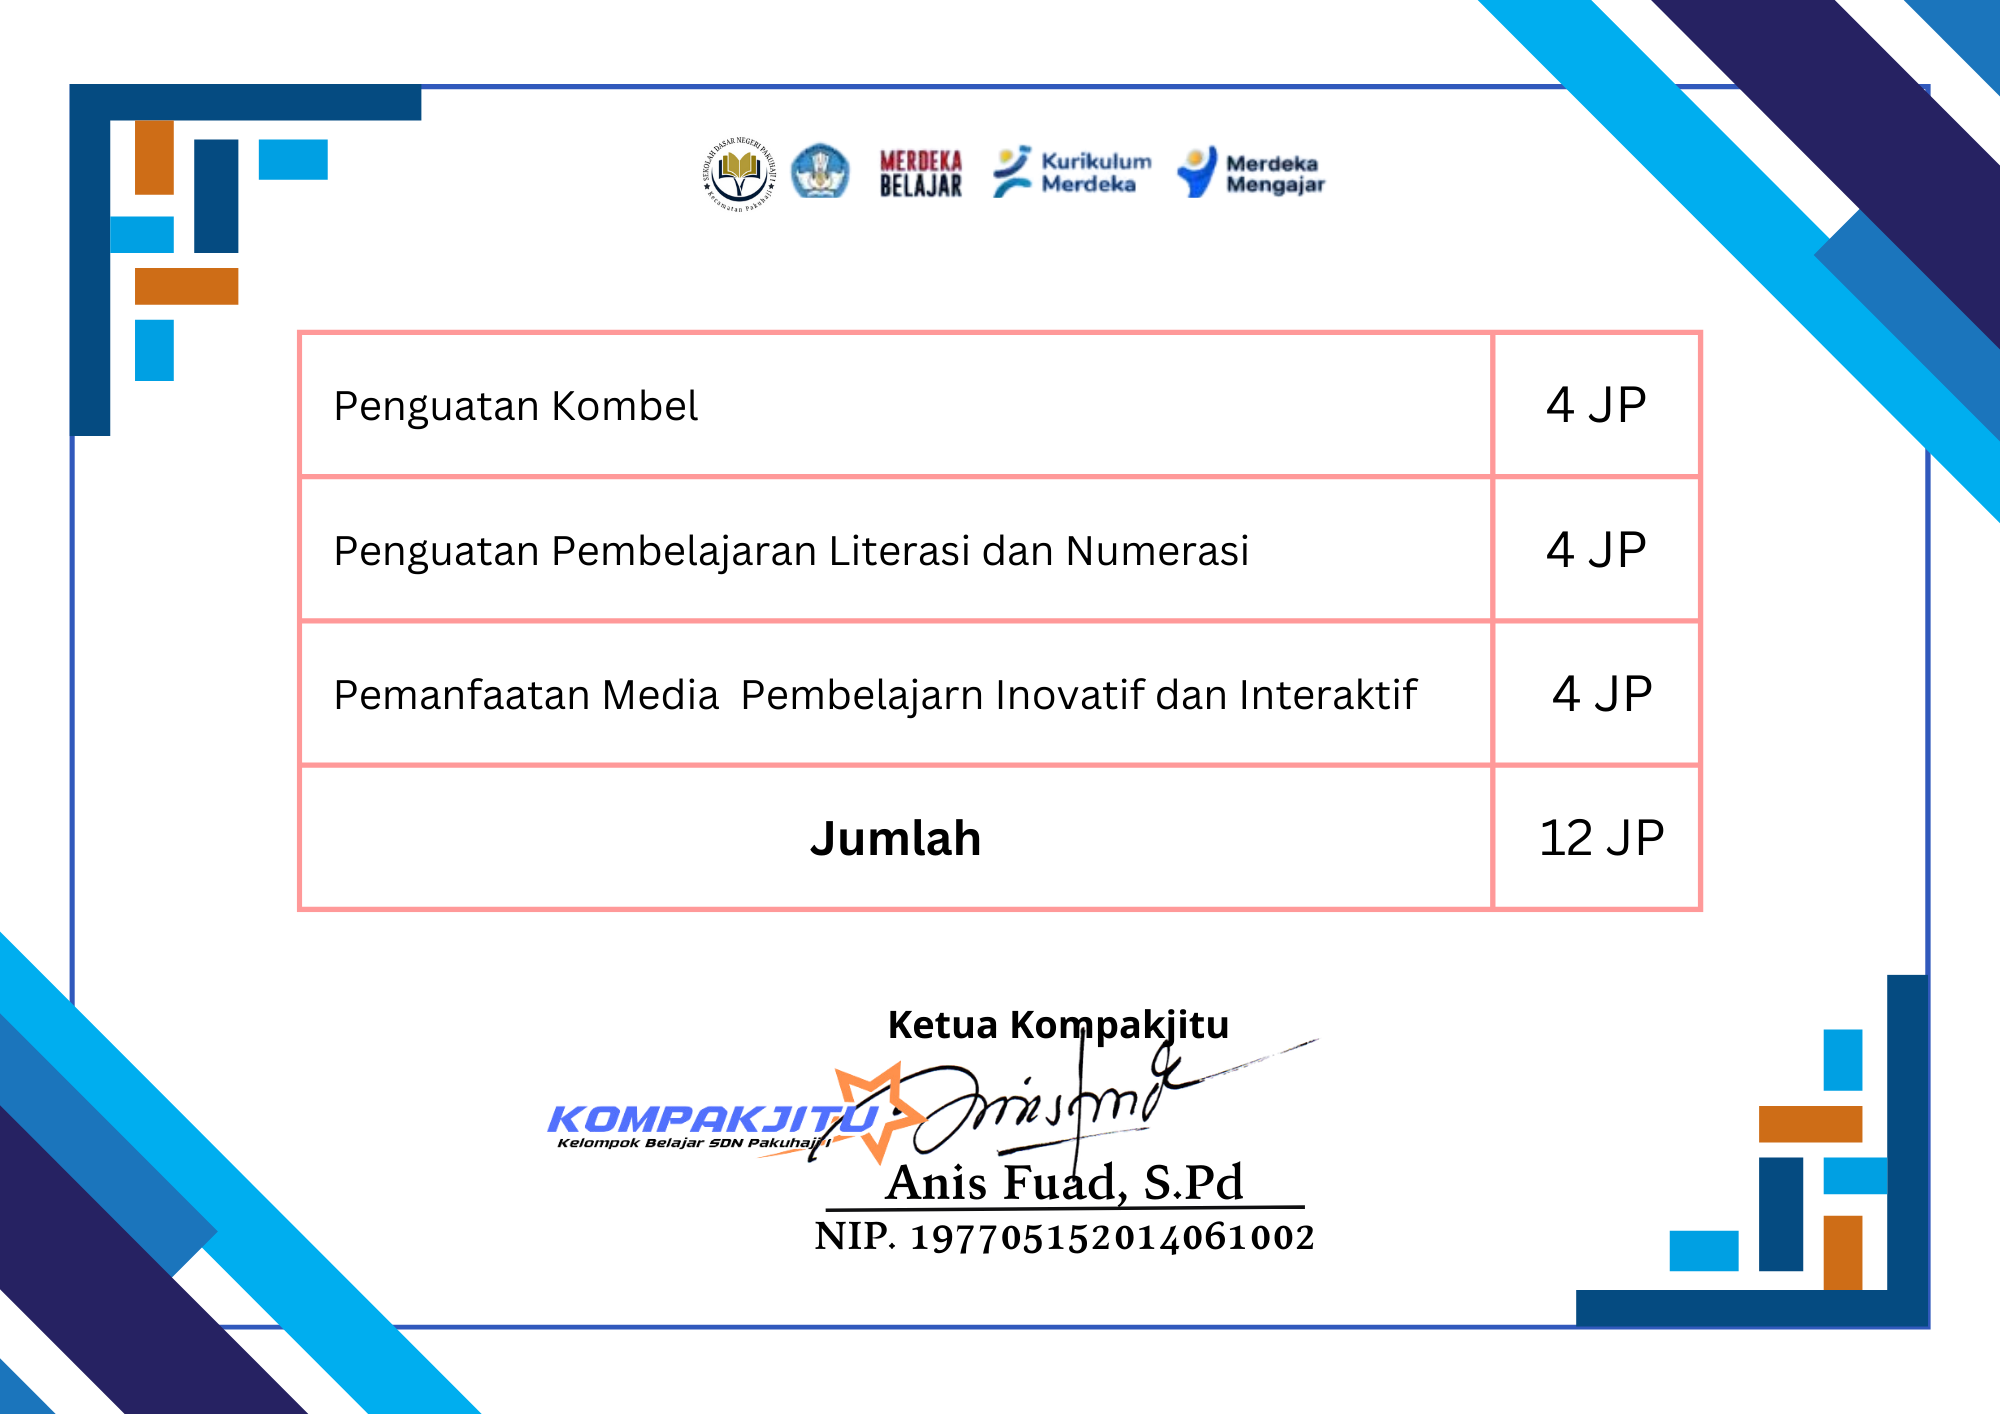 SEKOLAH DASAR NEGERI PAKUHAJI I
Kecamatan Pakuhaji
MERDEKA
BELAJAR
Kurikulum
Merdeka
Merdeka
Mengajar
Penguatan Kombel 4 JP
Penguatan Pembelajaran Literasi dan Numerasi 4 JP
Pemanfaatan Media Pembelajarn Inovatif dan Interaktif 4 JP
Jumlah 12 JP
Ketua Kompakjitu
KOMPAKJITU
Kelompok Belajar SDN Pakuhaji I
Anis Fuad, S.Pd
NIP. 197705152014061002